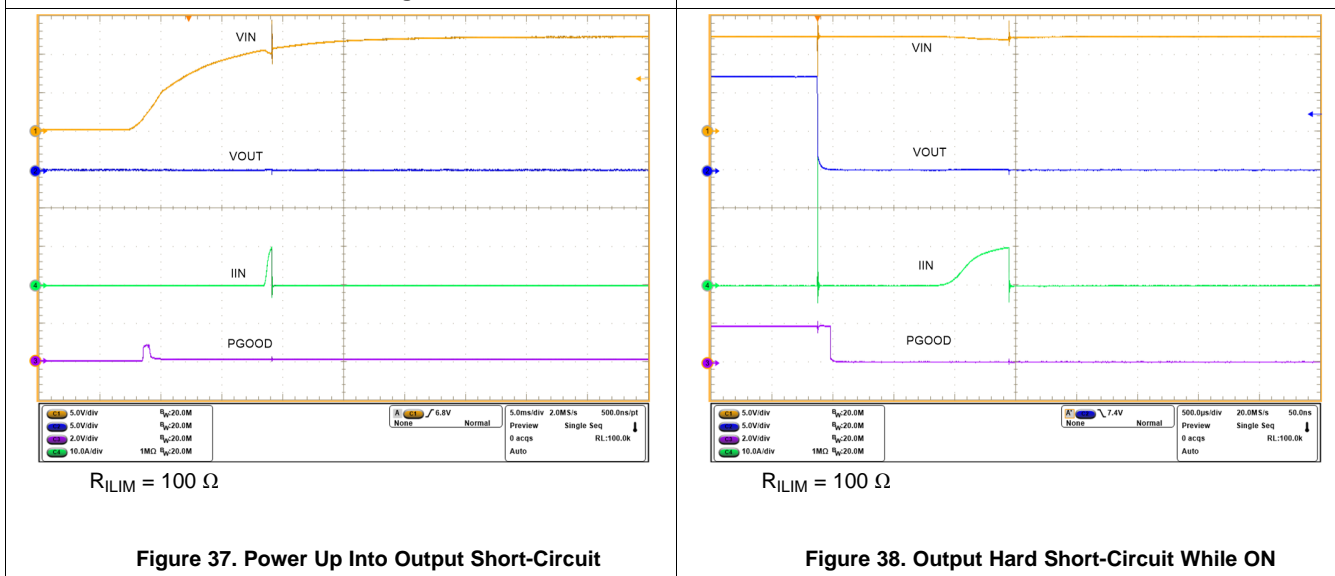 VIN
VOUT
IIN
PGOOD
1
4
3
C1 5.0V/div BW:20.0M
5.0V/div BW:20.0M
C3 2.0V/div BW:20.0M
C4 10.0A/div 1MΩ BW:20.0M
A C1 6.8V
None Normal
5.0ms/div 2.0MS/s 500.0ns/pt
Preview Single Seq
0 acqs RL:100.0k
Auto
RILIM = 100 Ω
Figure 37. Power Up Into Output Short-Circuit
VIN
VOUT
IIN
PGOOD
1
4
3
C1 5.0V/div BW:20.0M
5.0V/div BW:20.0M
C3 2.0V/div BW:20.0M
C4 10.0A/div 1MΩ BW:20.0M
A' 7.4V
None Normal
500.0µs/div 20.0MS/s 50.0ns
Preview Single Seq
0 acqs RL:100.0k
Auto
RILIM = 100 Ω
Figure 38. Output Hard Short-Circuit While ON